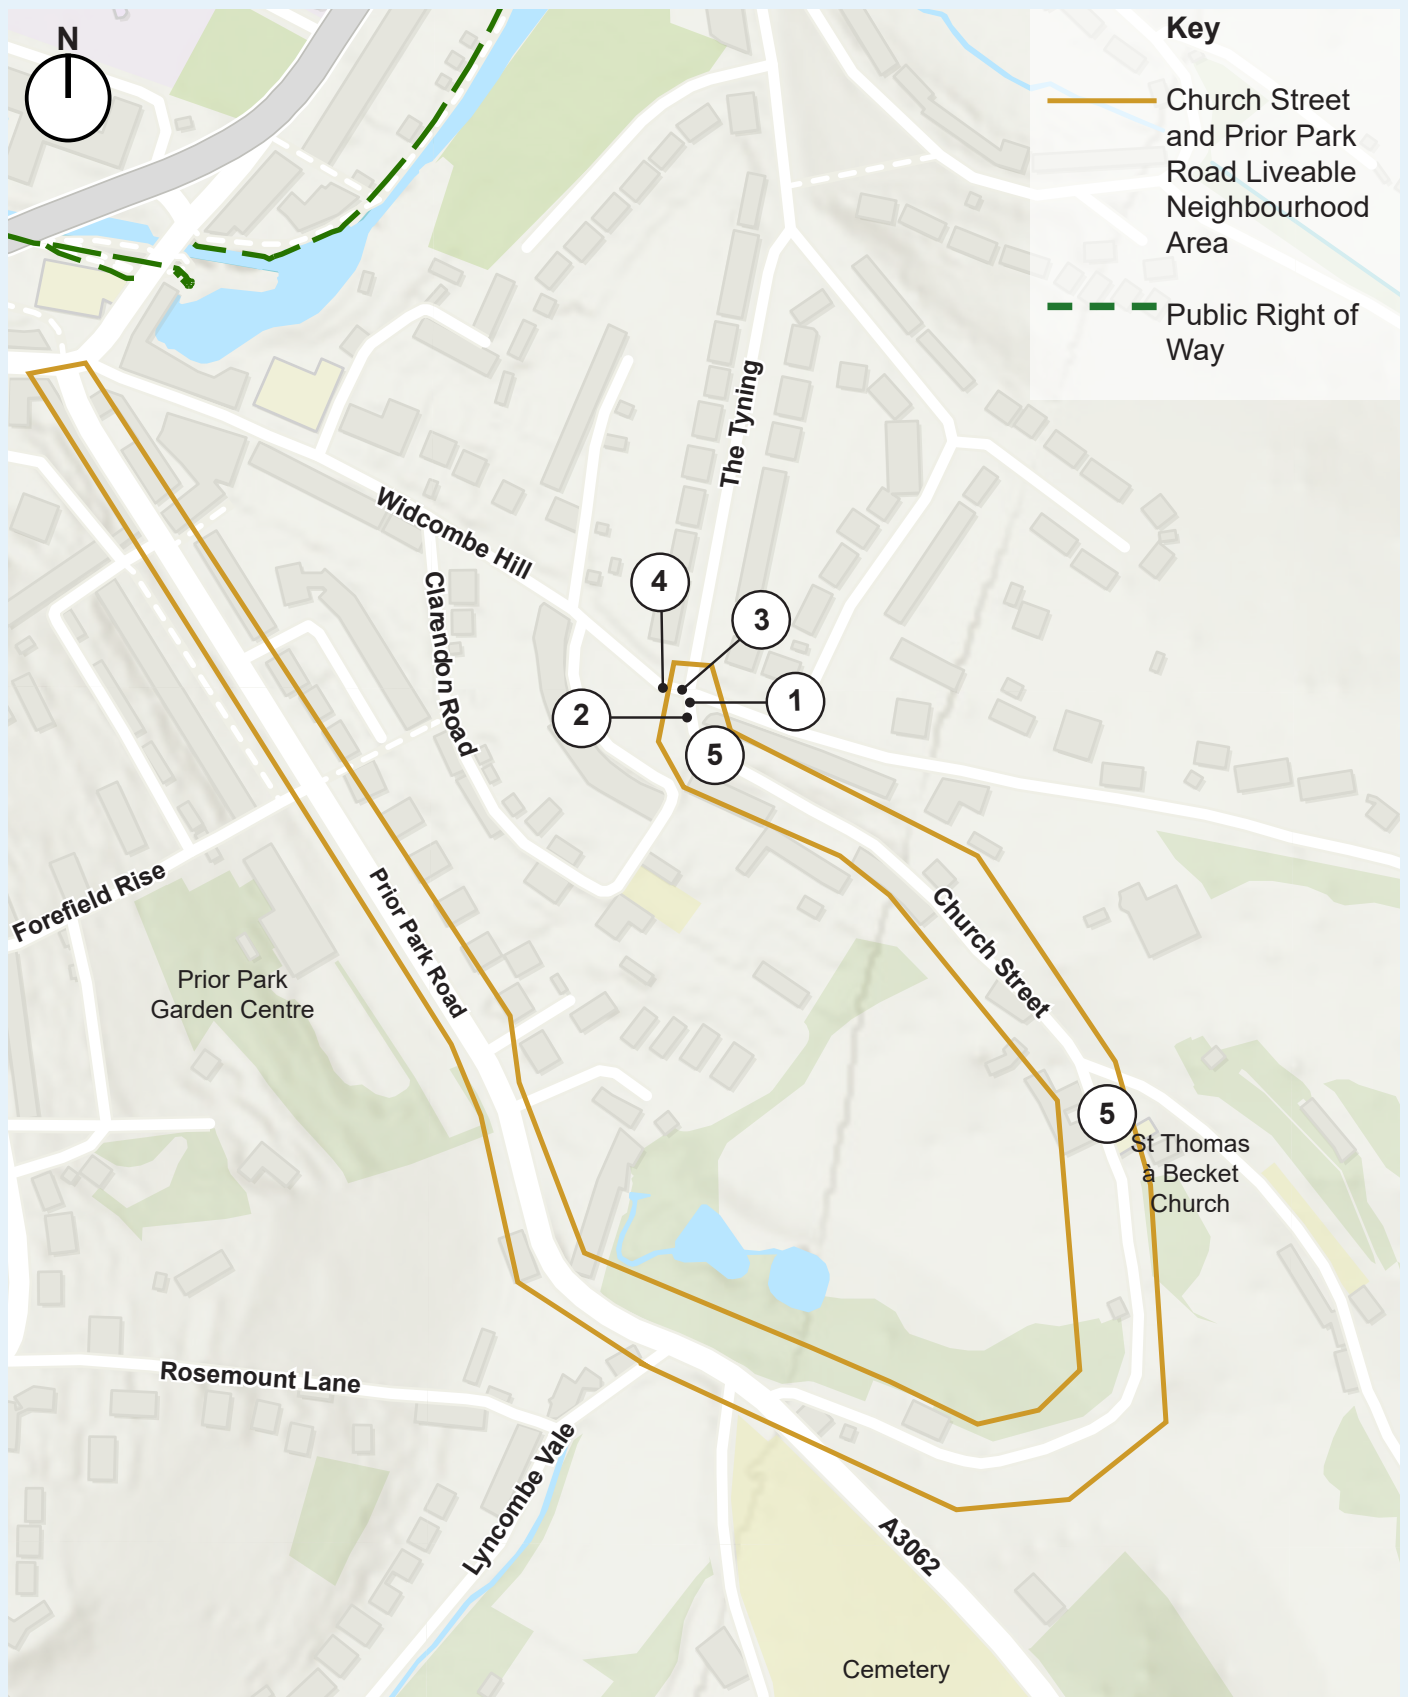 N
Key
Church Street
and Prior Park
Road Liveable
Neighbourhood
Area
Public Right of
Way
The Tyning
Widcombe Hill
Clarendon Road
4
3
1
2
5
Forefield Rise
Prior Park Road
Church Street
Prior Park
Garden Centre
5
St Thomas
à Becket
Church
Rosemount Lane
Lyncombe Vale
A3062
Cemetery